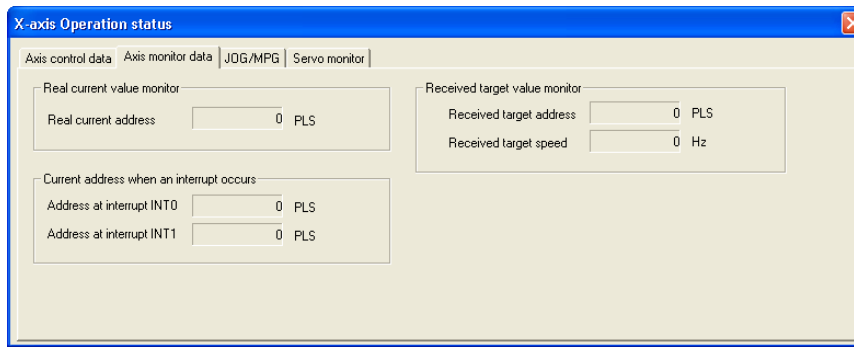 X-axis Operation status
Axis control data Axis monitor data JOG/MPG Servo monitor
Real current value monitor
Real current address 0 PLS
Received target value monitor
Received target address 0 PLS
Received target speed 0 Hz
Current address when an interrupt occurs
Address at interrupt INT0 0 PLS
Address at interrupt INT1 0 PLS